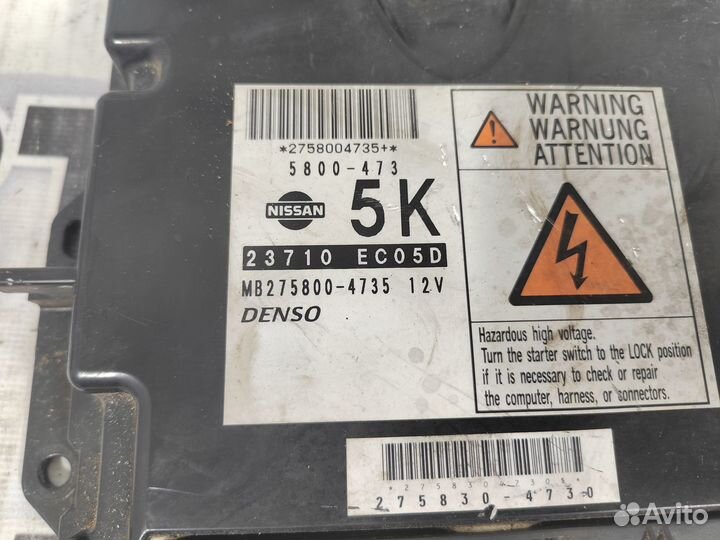 *2758004735+*
5800-473
NISSAN
5K
23710 EC05D
MB275800-4735 12V
DENSO
WARNING
WARNUNG
ATTENTION
Hazardous high voltage.
Turn the starter switch to the LOCK position
if it is necessary to check or repair
the computer, harness, or sonnectors.
275830-4730
Avito